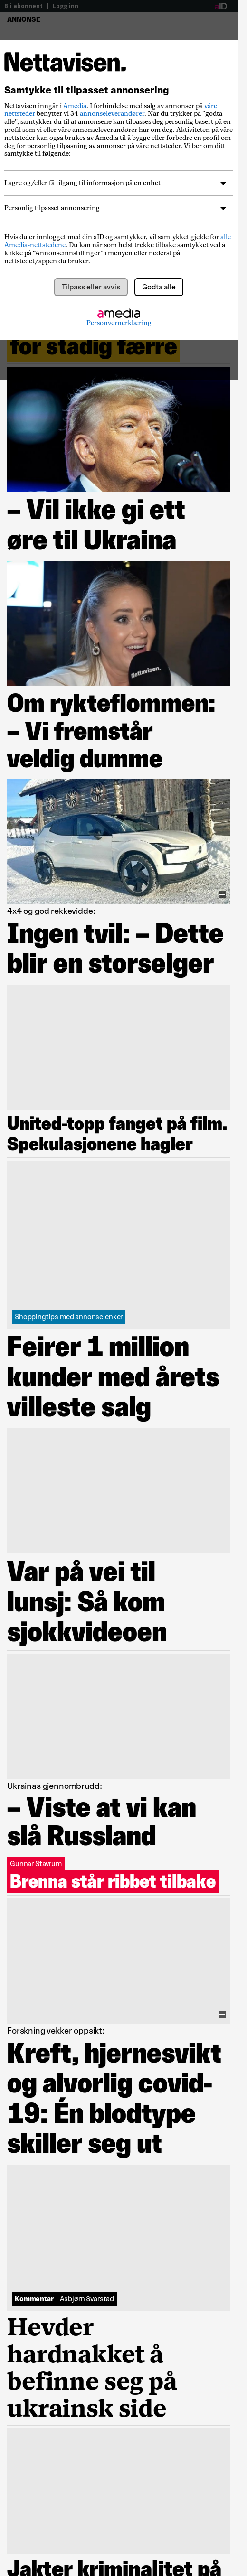 Bli abonnent | Logg inn
aID
ANNONSE
Nettavisen.
Samtykke til tilpasset annonsering
Nettavisen inngår i Amedia. I forbindelse med salg av annonser på våre
nettsteder benytter vi 34 annonseleverandører. Når du trykker på "godta
alle", samtykker du til at annonsene kan tilpasses deg personlig basert på din
profil som vi eller våre annonseleverandører har om deg. Aktiviteten på våre
nettsteder kan også brukes av Amedia til å bygge eller forbedre en profil om
deg for personlig tilpasning av annonser på våre nettsteder. Vi ber om ditt
samtykke til følgende:
Lagre og/eller få tilgang til informasjon på en enhet
Personlig tilpasset annonsering
Hvis du er innlogget med din aID og samtykker, vil samtykket gjelde for alle
Amedia-nettstedene. Du kan når som helst trekke tilbake samtykket ved å
klikke på “Annonseinnstillinger” i menyen eller nederst på
nettstedet/appen du bruker.
Tilpass eller avvis
Godta alle
amedia
Personvernerklæring
for stadig færre
– Vil ikke gi ett
øre til Ukraina
Nettavisen.
Om rykteflommen:
– Vi fremstår
veldig dumme
4x4 og god rekkevidde:
Ingen tvil: – Dette
blir en storselger
United-topp fanget på film.
Spekulasjonene hagler
Shoppingtips med annonselenker
Feirer 1 million
kunder med årets
villeste salg
Var på vei til
lunsj: Så kom
sjokkvideoen
Ukrainas gjennombrudd:
– Viste at vi kan
slå Russland
Gunnar Stavrum
Brenna står ribbet tilbake
Forskning vekker oppsikt:
Kreft, hjernesvikt
og alvorlig covid-
19: Én blodtype
skiller seg ut
Kommentar | Asbjørn Svarstad
Hevder
hardnakket å
befinne seg på
ukrainsk side
Jakter kriminalitet på